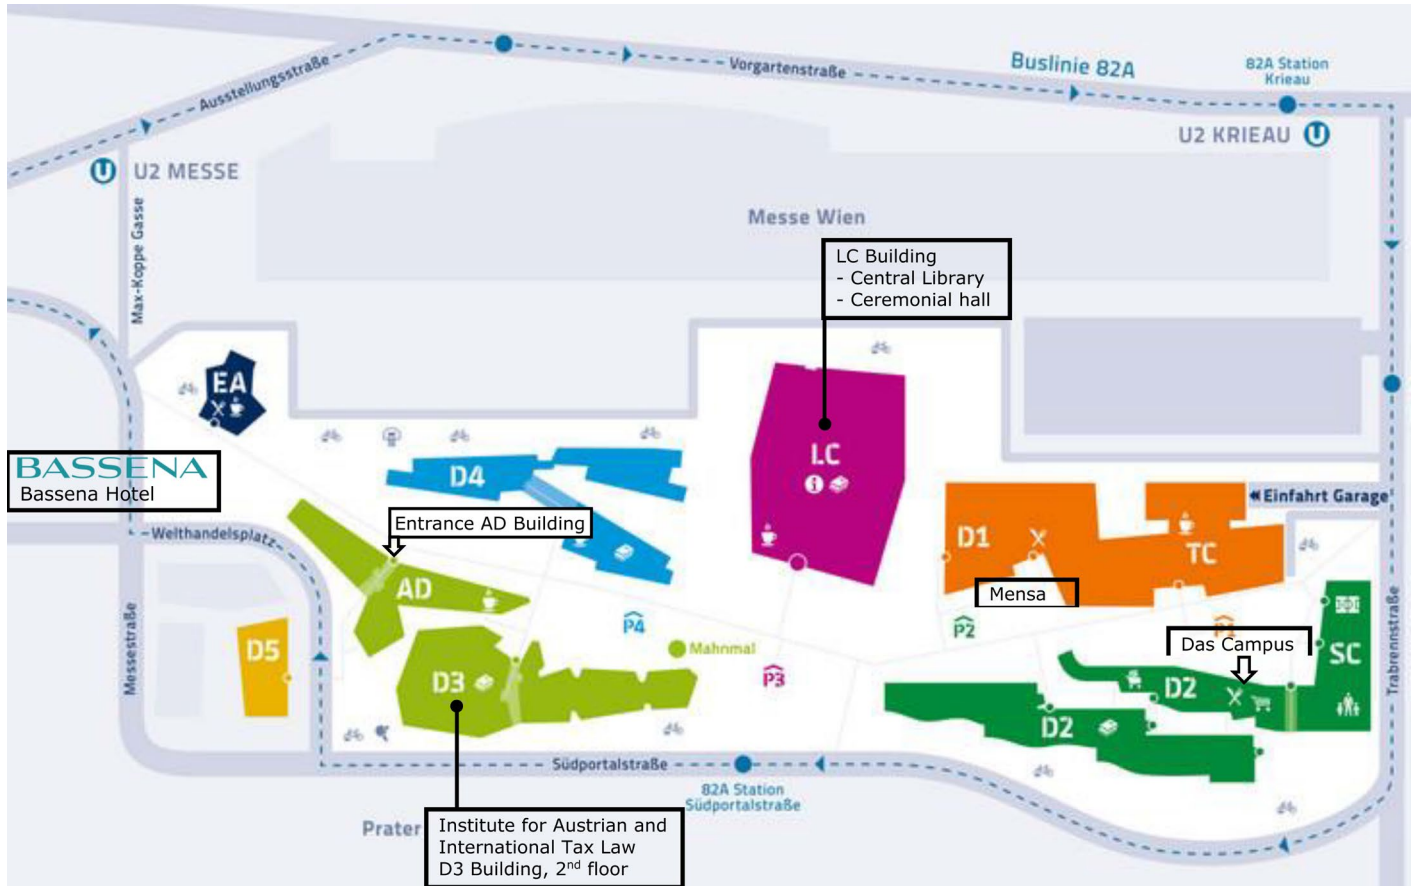 Vorgartenstraße
Buslinie 82A
82A Station
Krieau
Ausstellungsstraße
U2 KRIEAU
U
U
U2 MESSE
Max-Koppe Gasse
Messe Wien
LC Building
- Central Library
- Ceremonial hall
EA
BASSENA
Bassena Hotel
D4
LC
i
Einfahrt Garage
Entrance AD Building
Welthandelsplatz
D1
TC
AD
Mensa
P4
P2
P1
Das Campus
Messestraße
D5
Mahnmal
SC
Trabrennstraße
D3
P3
D2
D2
Südportalstraße
82A Station
Südportalstraße
Prater
Institute for Austrian and
International Tax Law
D3 Building, 2nd floor